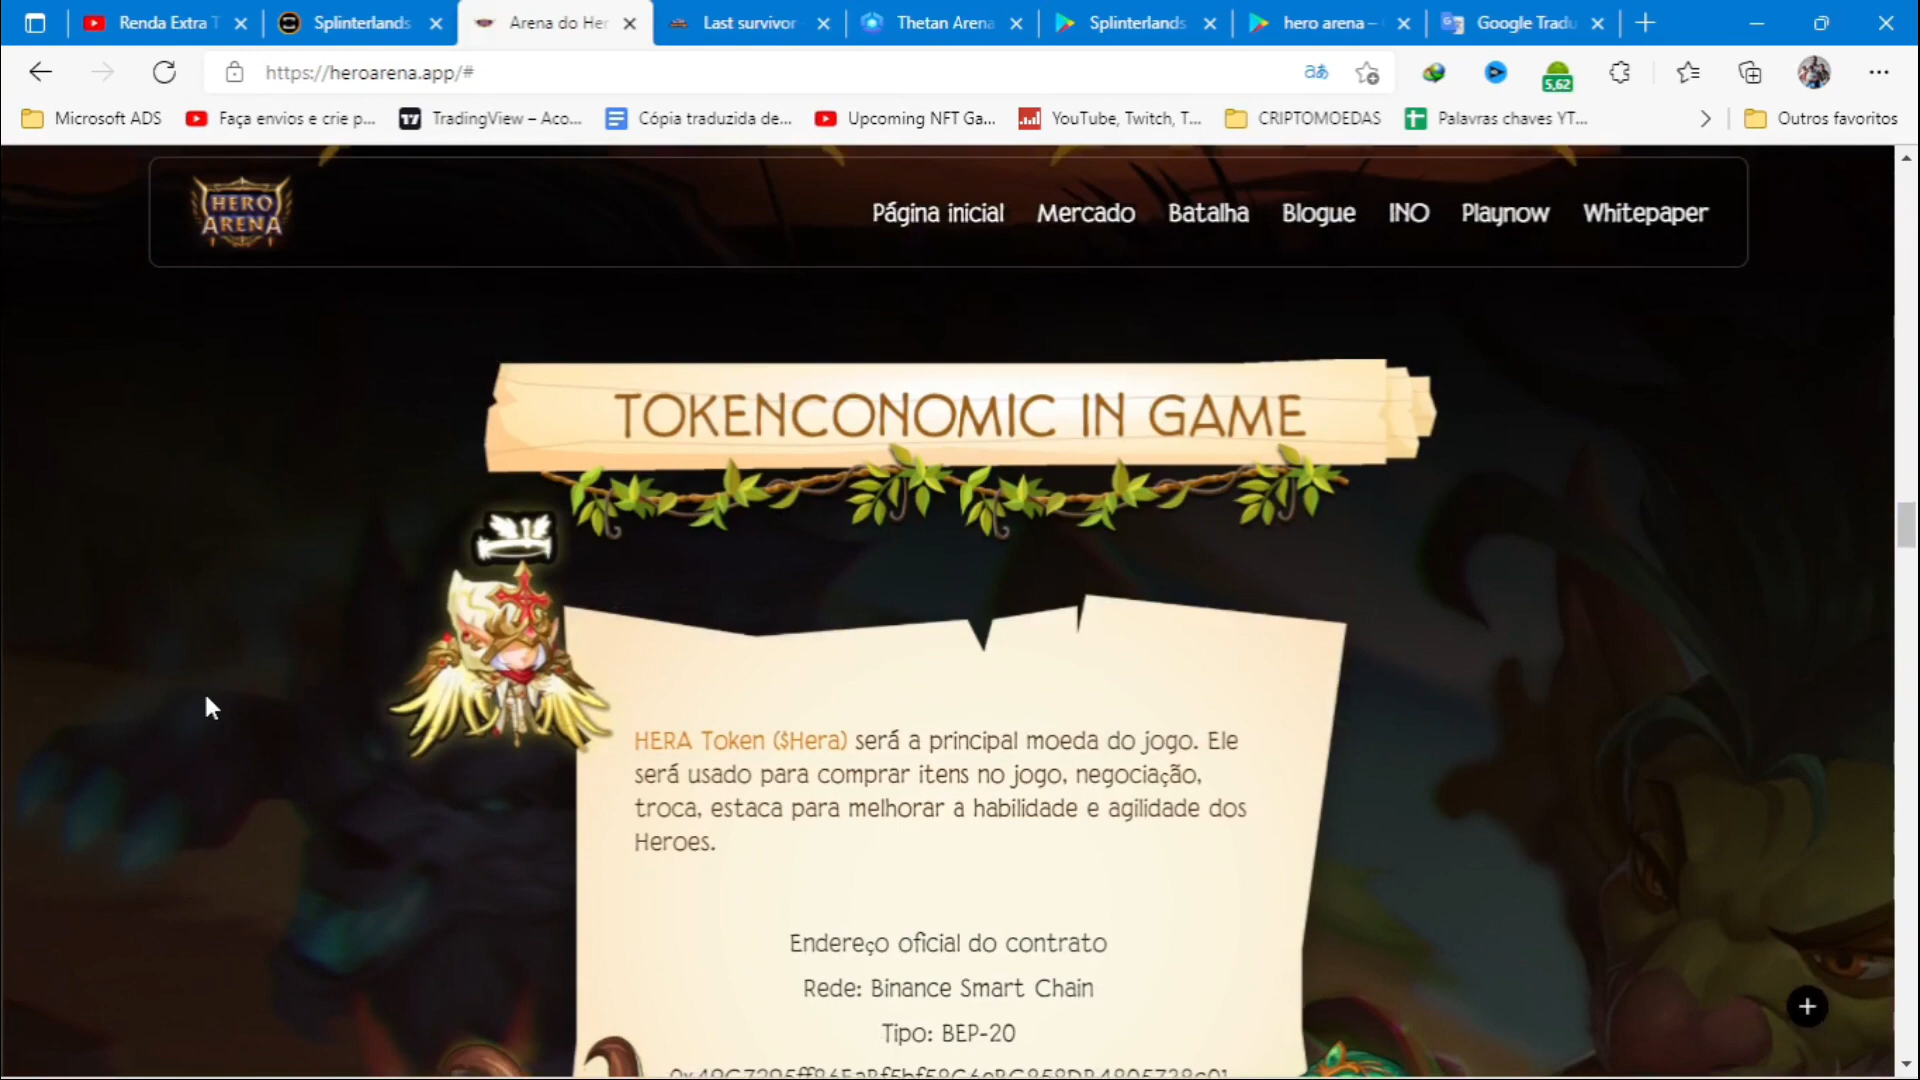 Renda Extra T
Splinterlands
Arena do Her
Last survivor
Thetan Arena
Splinterlands
hero arena –
Google Tradu
https://heroarena.app/#
5,62
Microsoft ADS
Faça envios e crie p...
TradingView – Aco...
Cópia traduzida de...
Upcoming NFT Ga...
YouTube, Twitch, T...
CRIPTOMOEDAS
Palavras chaves YT...
Outros favoritos
HERO
ARENA
Página inicial
Mercado
Batalha
Blogue
INO
Playnow
Whitepaper
TOKENCONOMIC IN GAME
HERA Token ($Hera) será a principal moeda do jogo. Ele
será usado para comprar itens no jogo, negociação,
troca, estaca para melhorar a habilidade e agilidade dos
Heroes.
Endereço oficial do contrato
Rede: Binance Smart Chain
Tipo: BEP-20